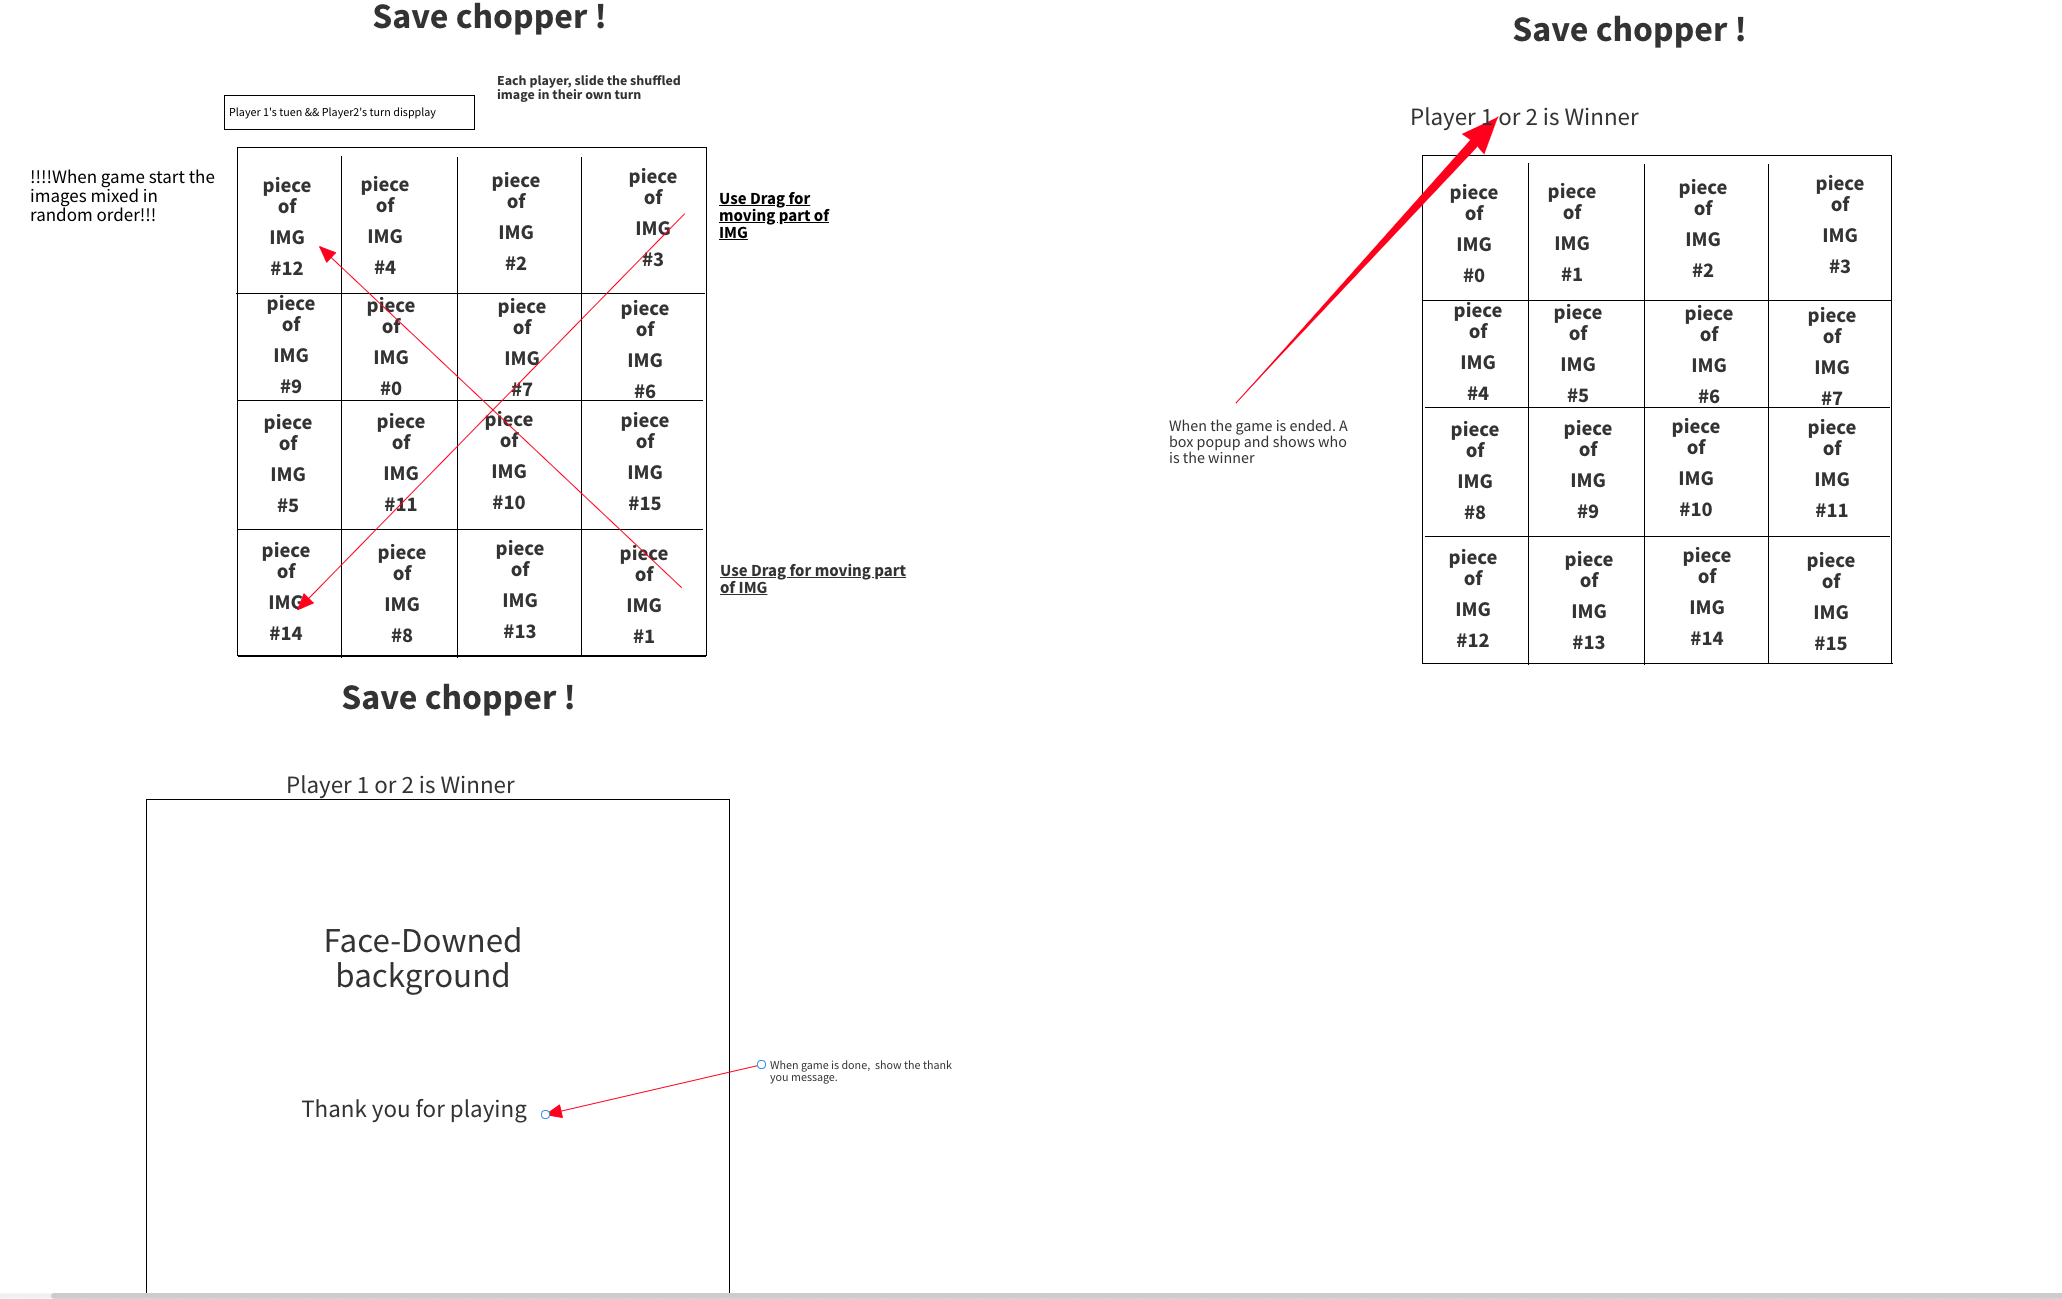 Save chopper !
Each player, slide the shuffled
image in their own turn
Player 1's tuen && Player2's turn dispplay
!!!!When game start the
images mixed in
random order!!!
piece
of
IMG
#12
piece
of
IMG
#4
piece
of
IMG
#2
piece
of
IMG
#3
Use Drag for
moving part of
IMG
piece
of
IMG
#9
piece
of
IMG
#0
piece
of
IMG
#7
piece
of
IMG
#6
piece
of
IMG
#5
piece
of
IMG
#11
piece
of
IMG
#10
piece
of
IMG
#15
piece
of
IMG
#14
piece
of
IMG
#8
piece
of
IMG
#13
piece
of
IMG
#1
Use Drag for moving part
of IMG
Save chopper !
Player 1 or 2 is Winner
piece
of
IMG
#0
piece
of
IMG
#1
piece
of
IMG
#2
piece
of
IMG
#3
piece
of
IMG
#4
piece
of
IMG
#5
piece
of
IMG
#6
piece
of
IMG
#7
When the game is ended. A
box popup and shows who
is the winner
piece
of
IMG
#8
piece
of
IMG
#9
piece
of
IMG
#10
piece
of
IMG
#11
piece
of
IMG
#12
piece
of
IMG
#13
piece
of
IMG
#14
piece
of
IMG
#15
Save chopper !
Player 1 or 2 is Winner
Face-Downed
background
When game is done,  show the thank
you message.
Thank you for playing